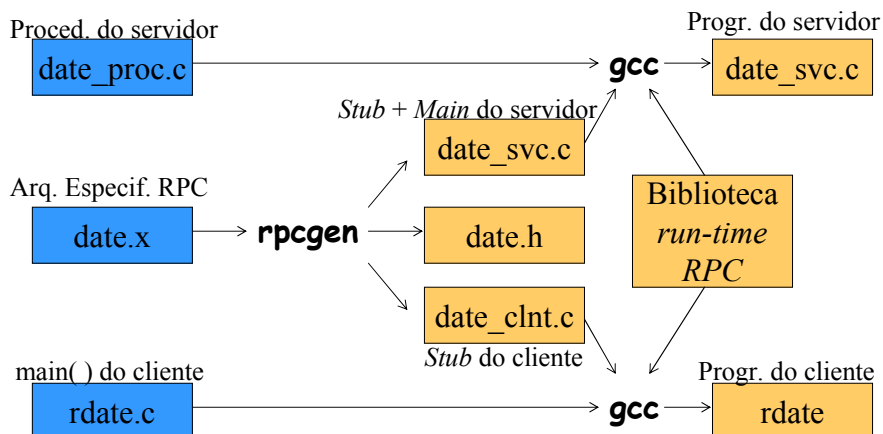 Proced. do servidor
date_proc.c
gcc
Progr. do servidor
date_svc.c
Stub + Main do servidor
date_svc.c
Arq. Especif. RPC
date.x
rpcgen
date.h
Biblioteca
run-time
RPC
date_clnt.c
Stub do cliente
main( ) do cliente
rdate.c
gcc
Progr. do cliente
rdate